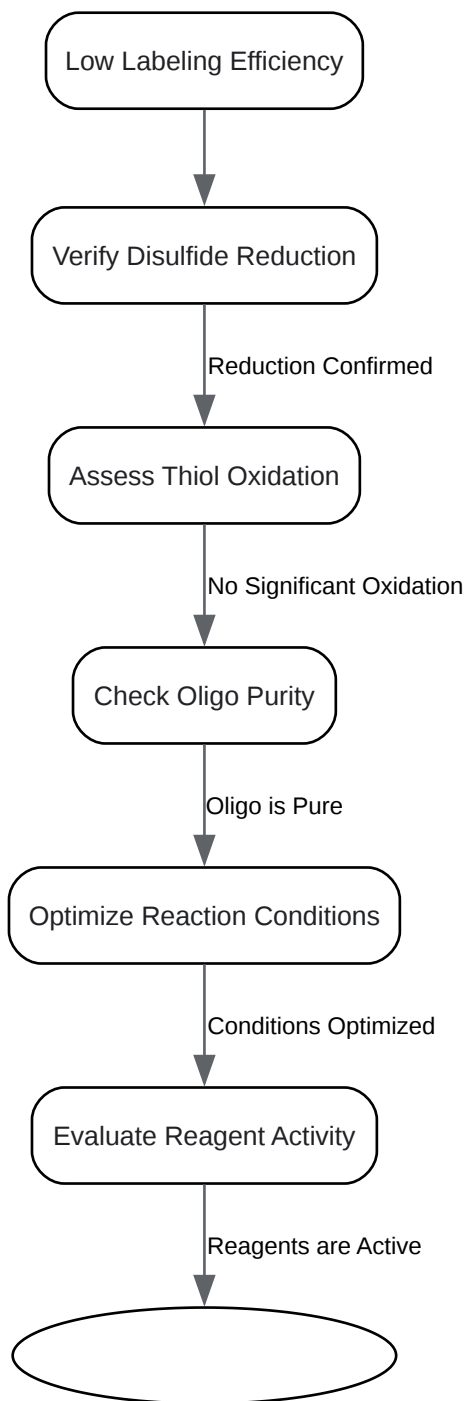 Low Labeling Efficiency
Verify Disulfide Reduction
Reduction Confirmed
Assess Thiol Oxidation
No Significant Oxidation
Check Oligo Purity
Oligo is Pure
Optimize Reaction Conditions
Conditions Optimized
Evaluate Reagent Activity
Reagents are Active